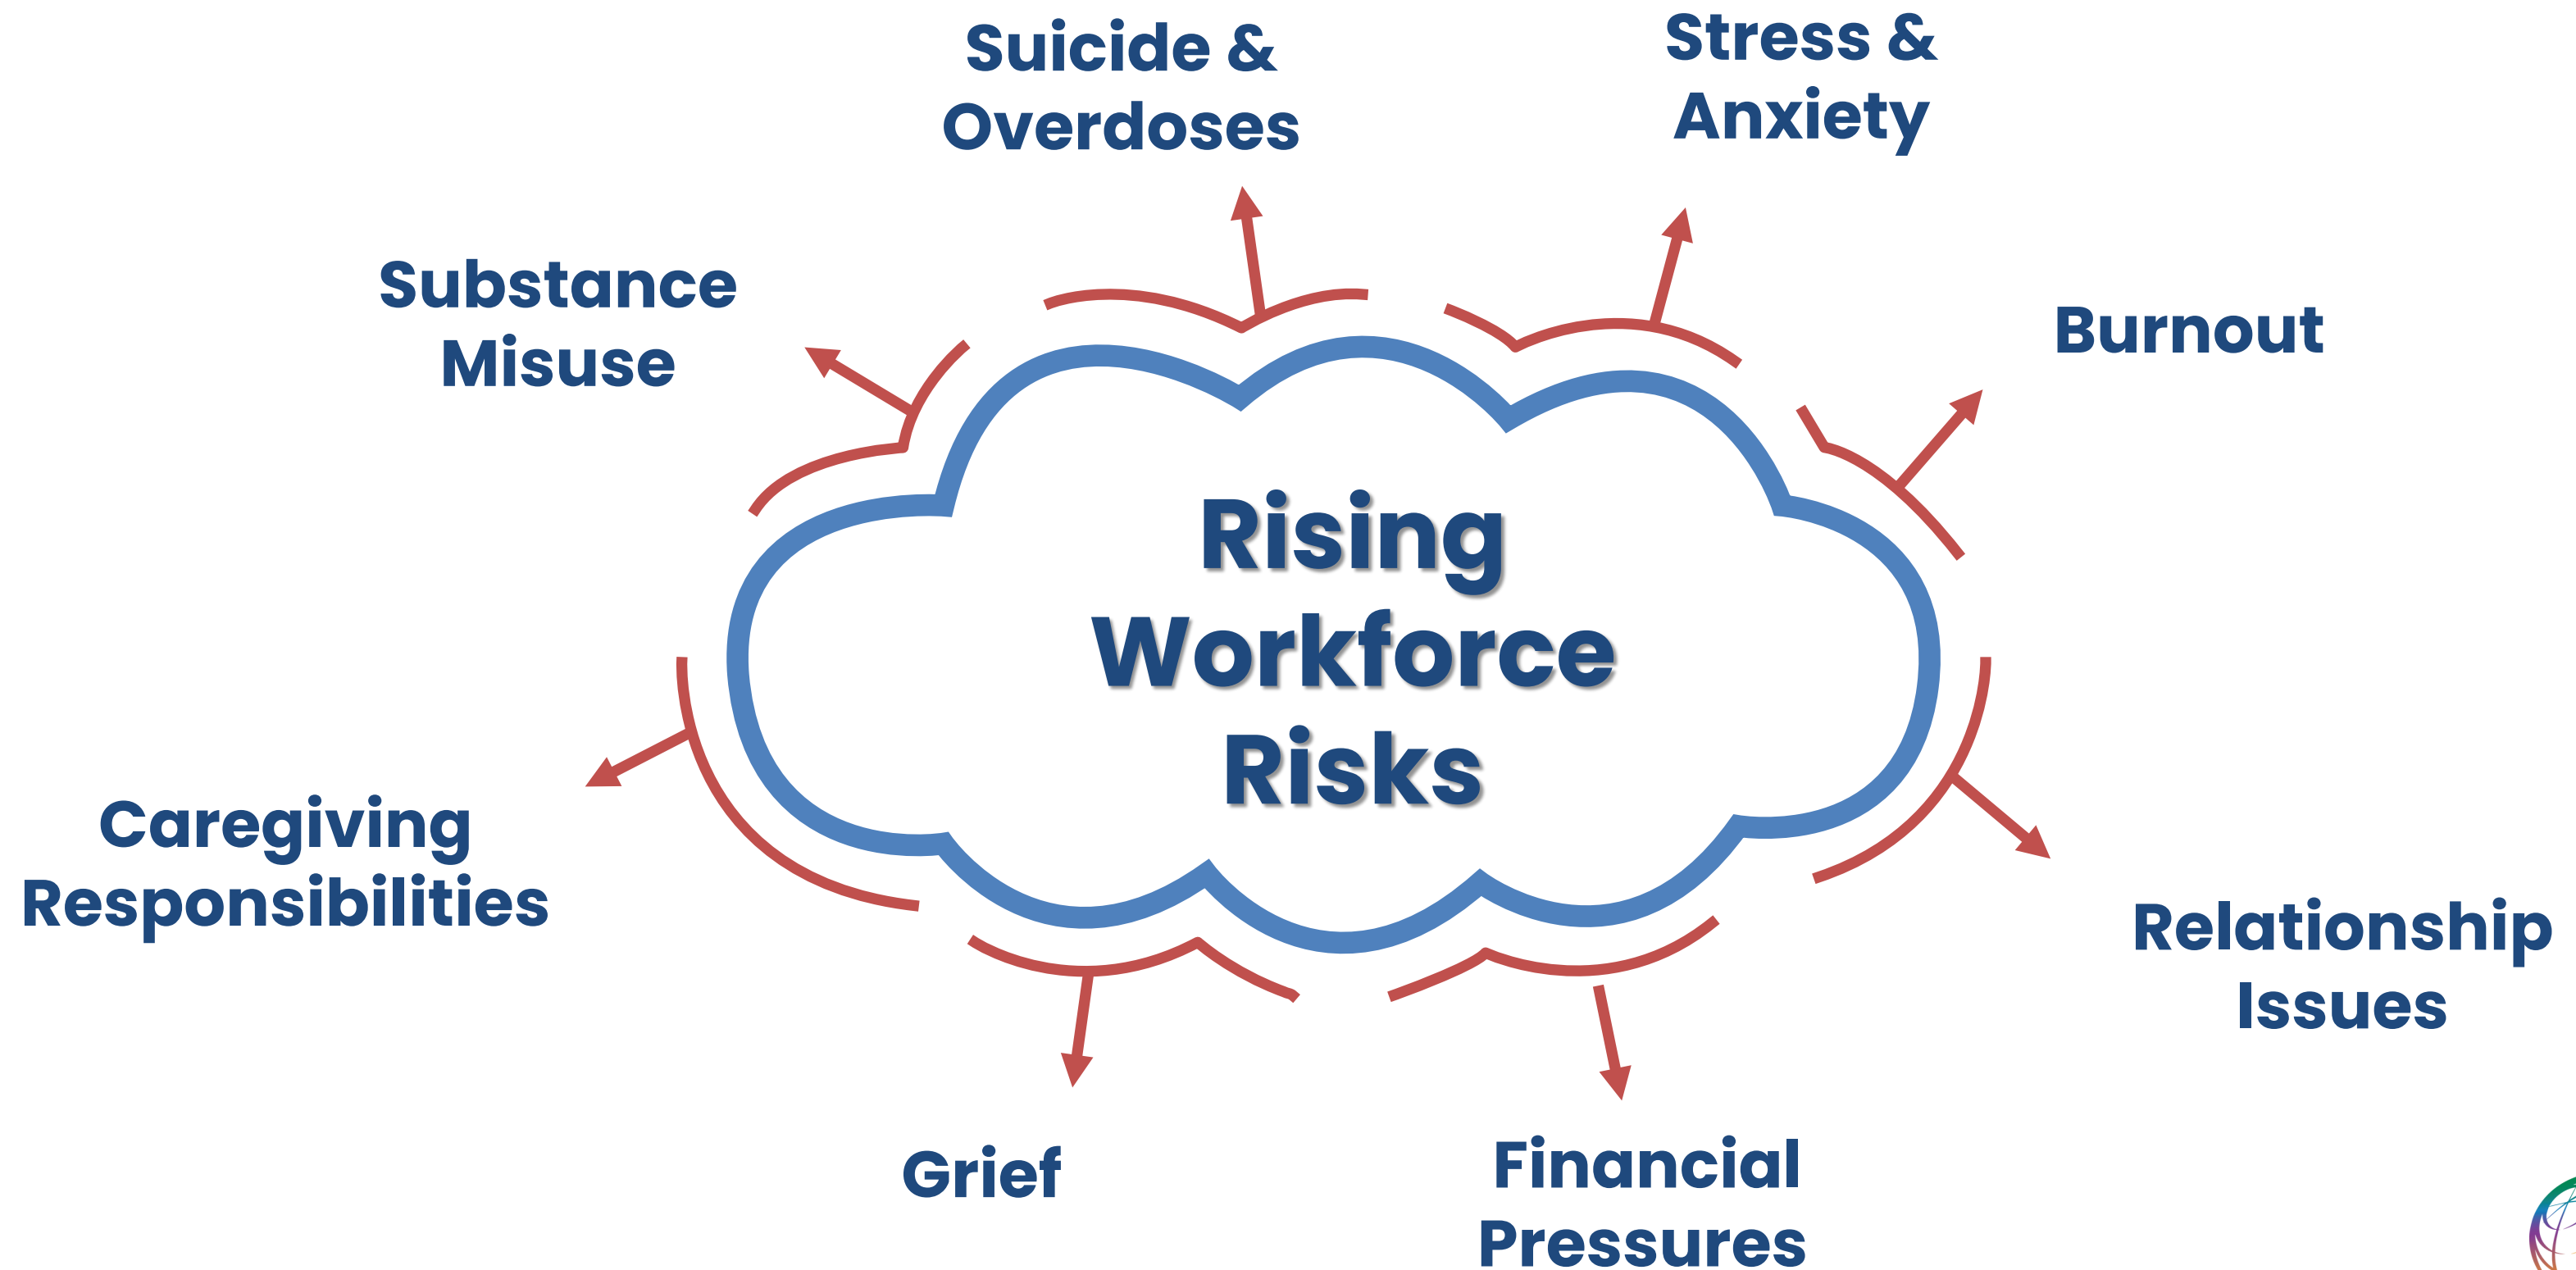 Suicide &
Overdoses
Stress &
Anxiety
Substance
Misuse
Burnout
Rising
Workforce
Risks
Caregiving
Responsibilities
Relationship
Issues
Grief
Financial
Pressures